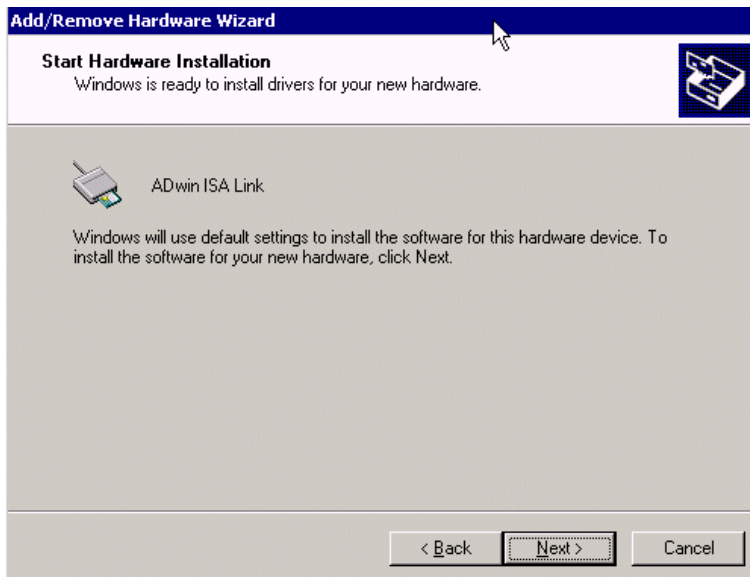 Add/Remove Hardware Wizard
Start Hardware Installation
Windows is ready to install drivers for your new hardware.
ADwin ISA Link
Windows will use default settings to install the software for this hardware device. To
install the software for your new hardware, click Next.
< Back Next > Cancel